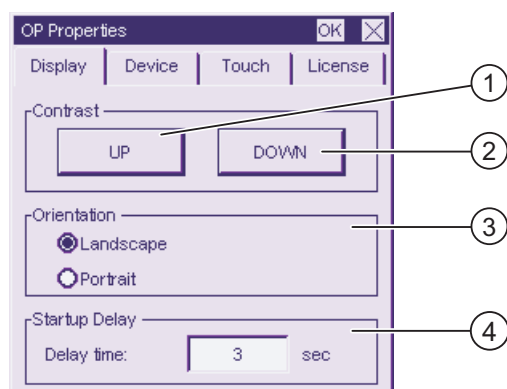 OP Properties OK
Display Device Touch License
Contrast
UP DOWN
Orientation
Landscape
Portrait
Startup Delay
Delay time: 3 sec
1
2
3
4